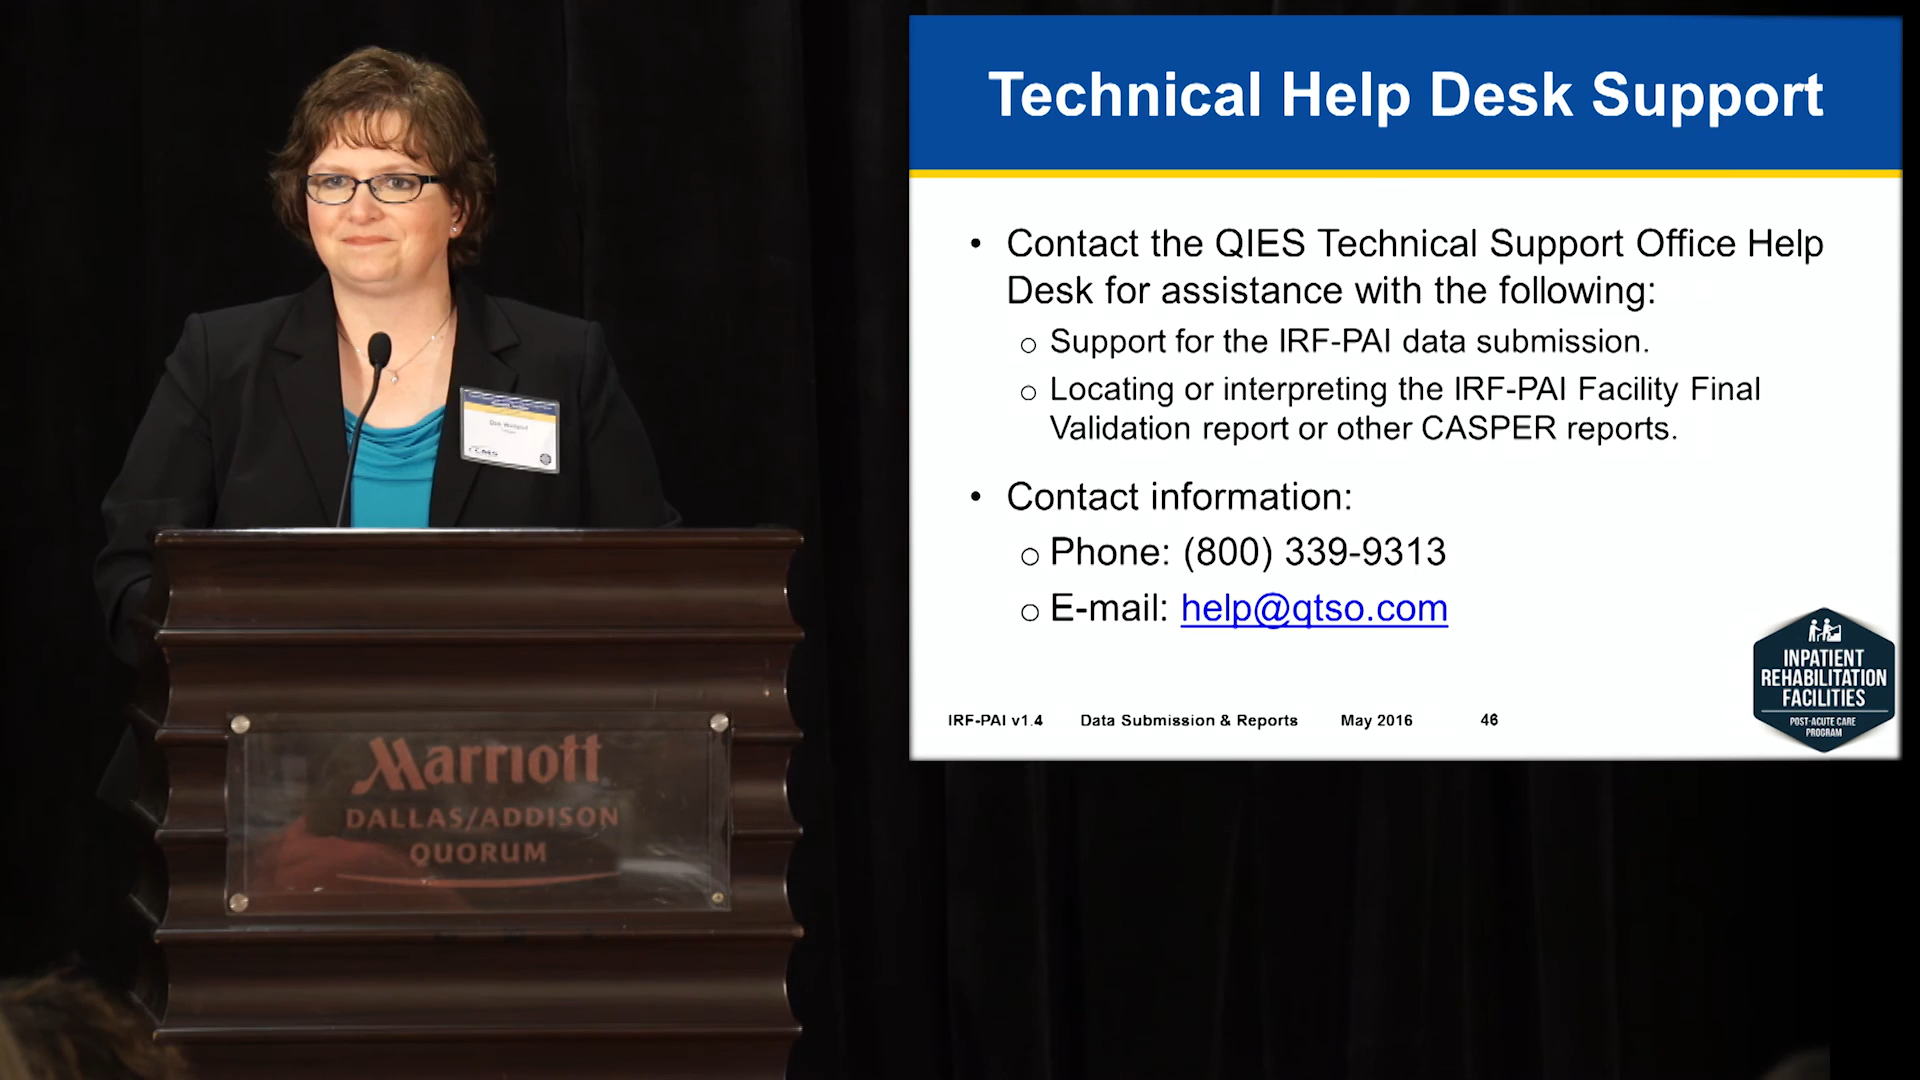 Technical Help Desk Support
• Contact the QIES Technical Support Office Help
Desk for assistance with the following:
o Support for the IRF-PAI data submission.
o Locating or interpreting the IRF-PAI Facility Final
Validation report or other CASPER reports.
• Contact information:
o Phone: (800) 339-9313
o E-mail: help@qtso.com
INPATIENT
REHABILITATION
FACILITIES
POST-ACUTE CARE
PROGRAM
IRF-PAI v1.4 Data Submission & Reports May 2016 46
CMS
Marriott
DALLAS/ADDISON
QUORUM